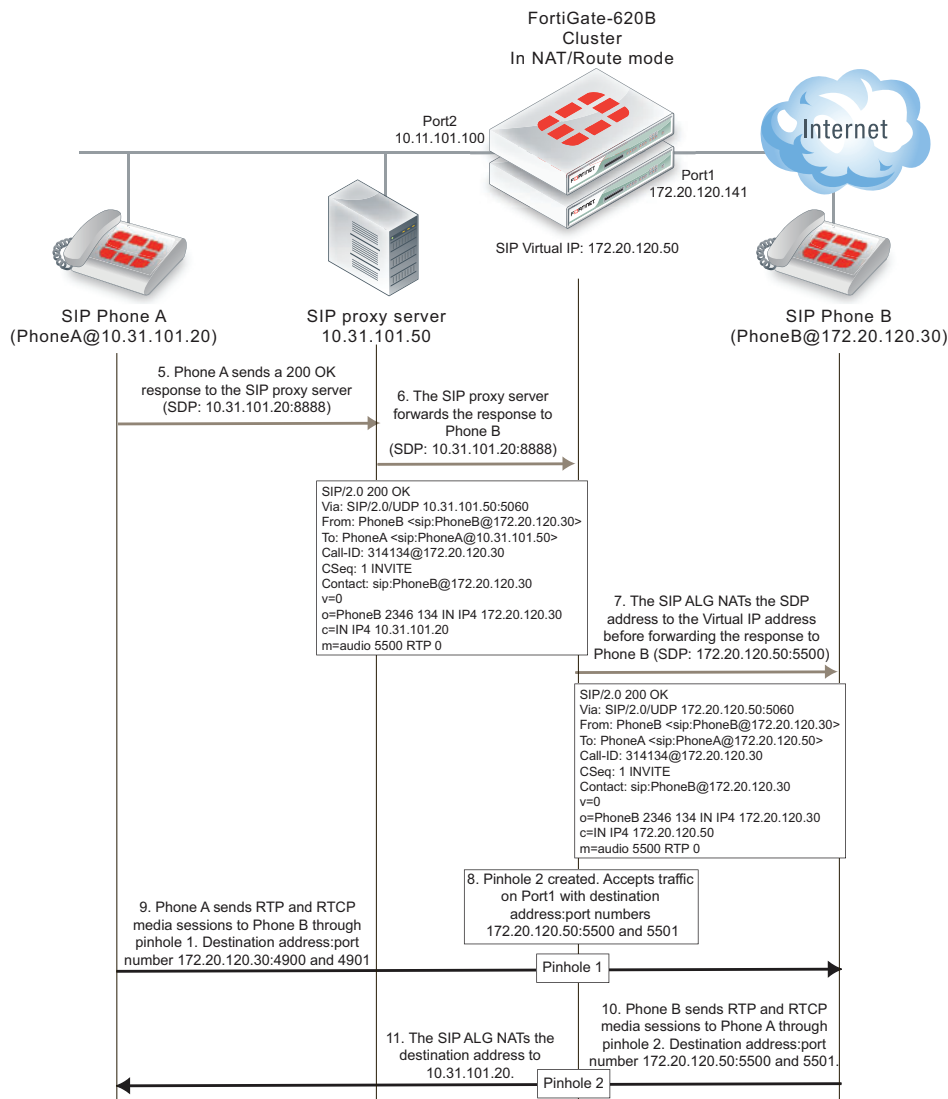 FortiGate-620B
Cluster
In NAT/Route mode
Port2
10.11.101.100
Internet
Port1
172.20.120.141
FORTINET
FORTINET
SIP Virtual IP: 172.20.120.50
SIP Phone A
(PhoneA@10.31.101.20)
SIP proxy server
10.31.101.50
SIP Phone B
(PhoneB@172.20.120.30)
5. Phone A sends a 200 OK
response to the SIP proxy server
(SDP: 10.31.101.20:8888)
6. The SIP proxy server
forwards the response to
Phone B
(SDP: 10.31.101.20:8888)
SIP/2.0 200 OK
Via: SIP/2.0/UDP 10.31.101.50:5060
From: PhoneB <sip:PhoneB@172.20.120.30>
To: PhoneA <sip:PhoneA@10.31.101.50>
Call-ID: 314134@172.20.120.30
CSeq: 1 INVITE
Contact: sip:PhoneB@172.20.120.30
v=0
o=PhoneB 2346 134 IN IP4 172.20.120.30
c=IN IP4 10.31.101.20
m=audio 5500 RTP 0
7. The SIP ALG NATs the SDP
address to the Virtual IP address
before forwarding the response to
Phone B (SDP: 172.20.120.50:5500)
SIP/2.0 200 OK
Via: SIP/2.0/UDP 172.20.120.50:5060
From: PhoneB <sip:PhoneB@172.20.120.30>
To: PhoneA <sip:PhoneA@172.20.120.50>
Call-ID: 314134@172.20.120.30
CSeq: 1 INVITE
Contact: sip:PhoneB@172.20.120.30
v=0
o=PhoneB 2346 134 IN IP4 172.20.120.30
c=IN IP4 172.20.120.50
m=audio 5500 RTP 0
8. Pinhole 2 created. Accepts traffic
on Port1 with destination
address:port numbers
172.20.120.50:5500 and 5501
9. Phone A sends RTP and RTCP
media sessions to Phone B through
pinhole 1. Destination address:port
number 172.20.120.30:4900 and 4901
Pinhole 1
10. Phone B sends RTP and RTCP
media sessions to Phone A through
pinhole 2. Destination address:port
number 172.20.120.50:5500 and 5501.
11. The SIP ALG NATs the
destination address to
10.31.101.20.
Pinhole 2